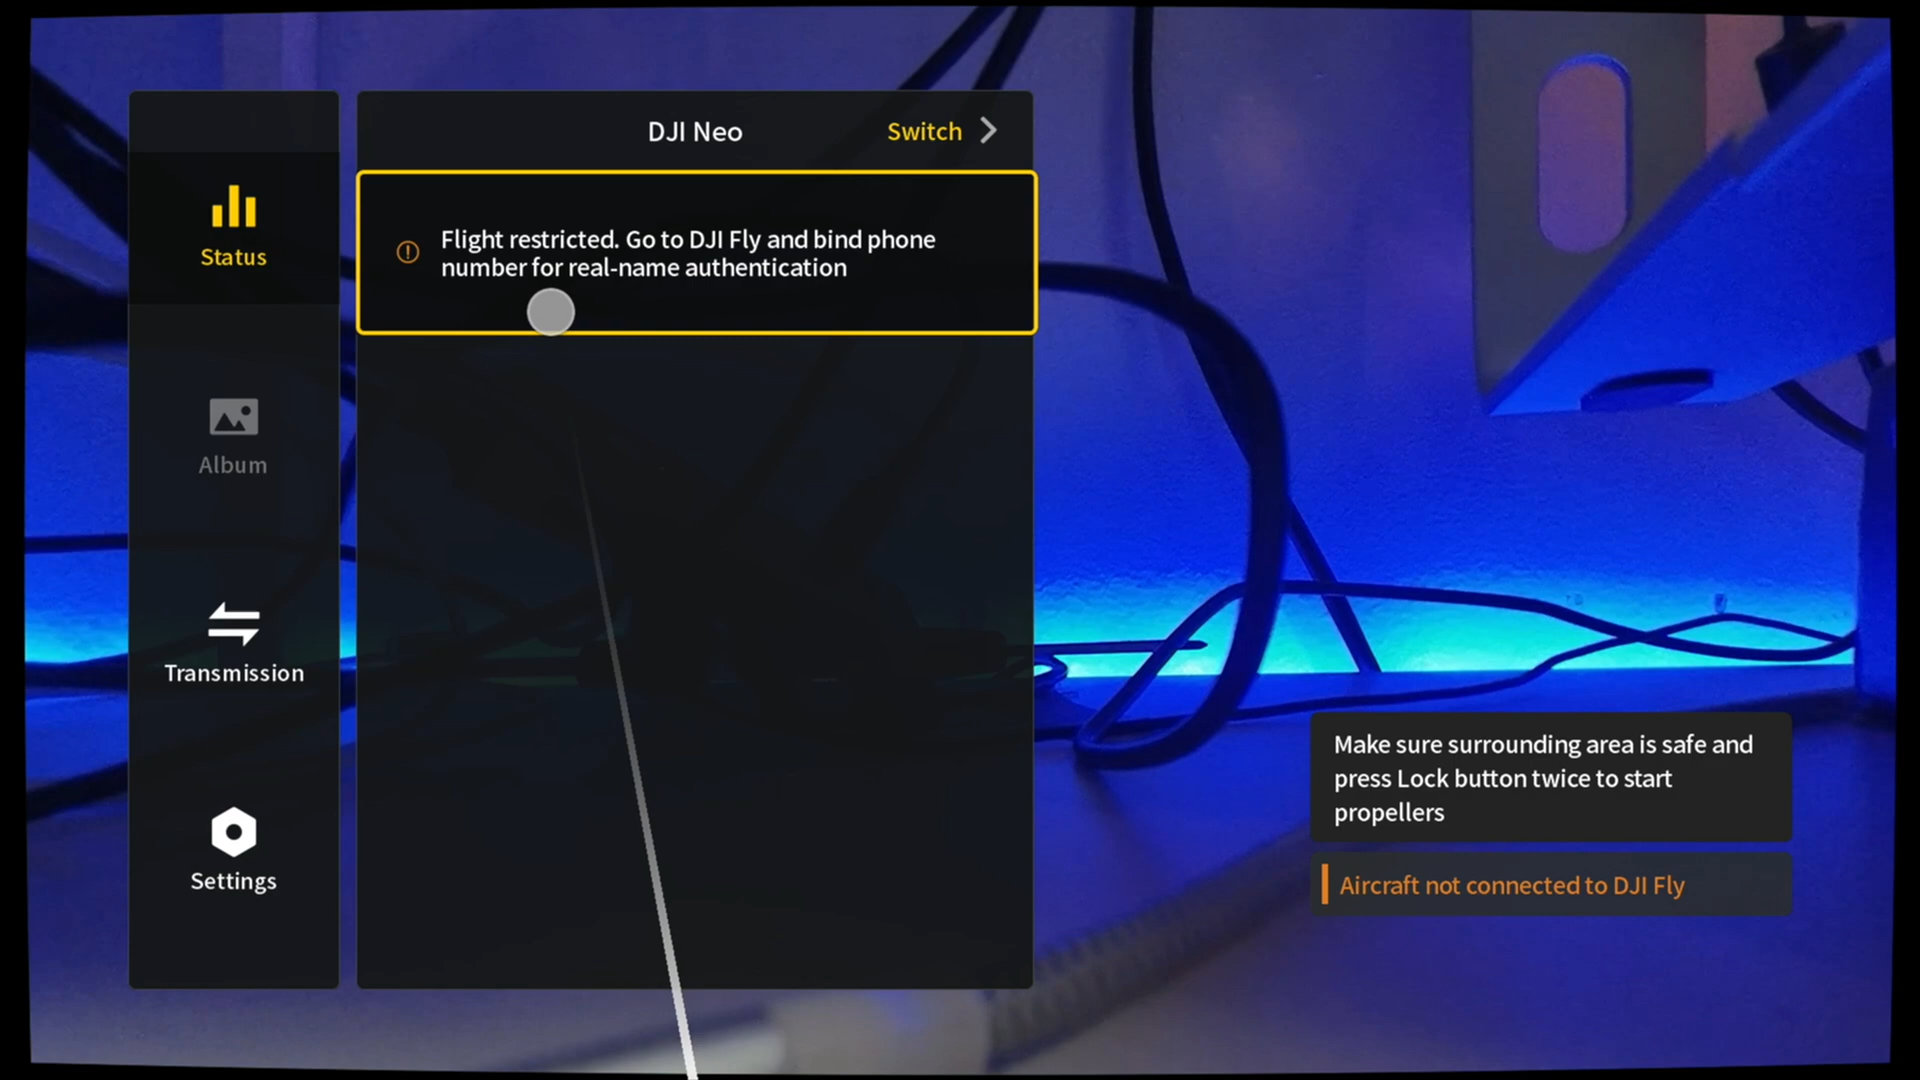 DJI Neo
Switch
Status
Flight restricted. Go to DJI Fly and bind phone
number for real-name authentication
Album
Transmission
Settings
Make sure surrounding area is safe and
press Lock button twice to start
propellers
Aircraft not connected to DJI Fly